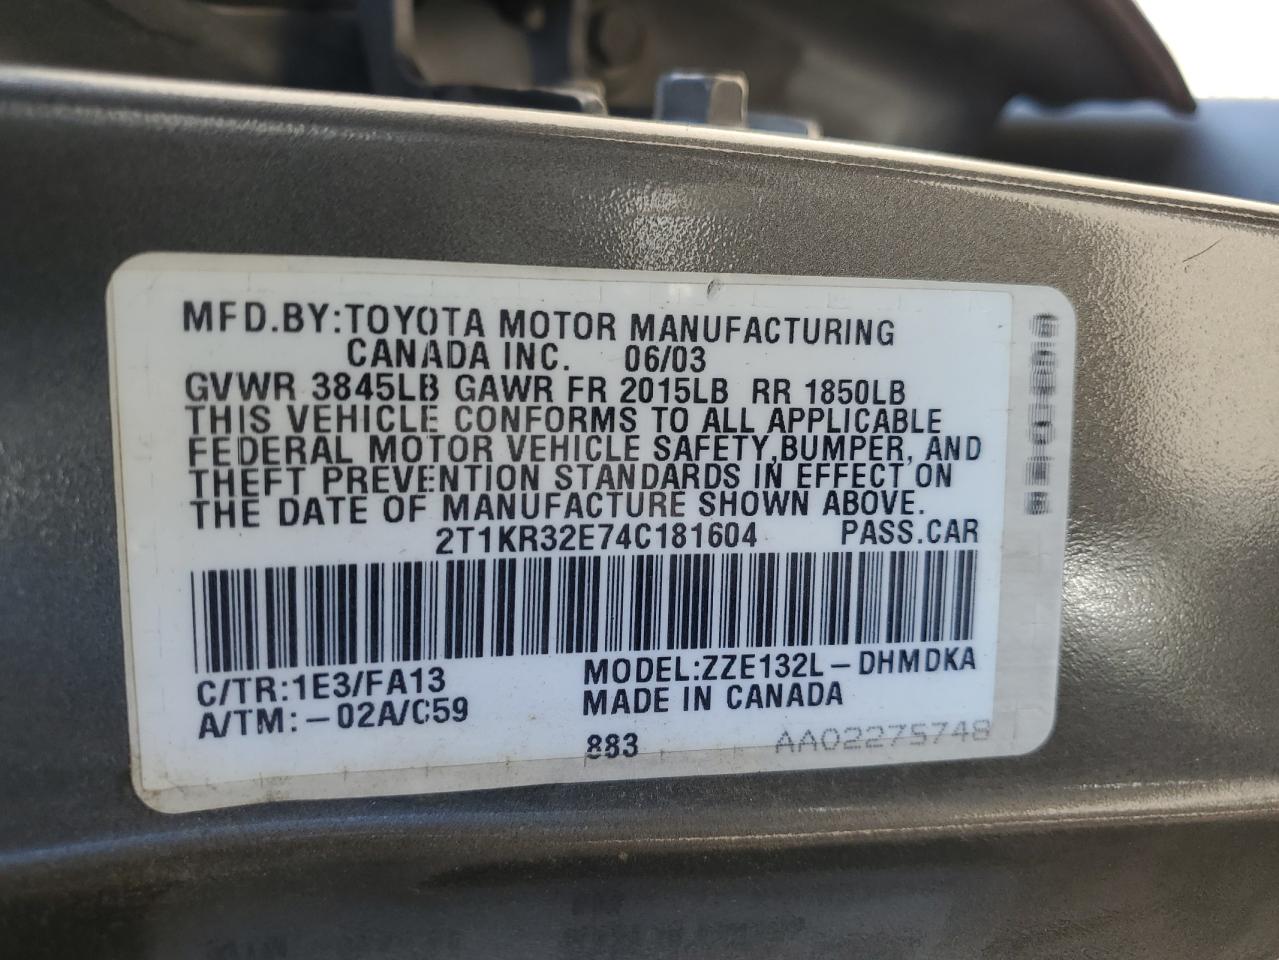 MFD.BY:TOYOTA MOTOR MANUFACTURING
CANADA INC. 06/03
GVWR 3845LB GAWR FR 2015LB RR 1850LB
THIS VEHICLE CONFORMS TO ALL APPLICABLE
FEDERAL MOTOR VEHICLE SAFETY,BUMPER, AND
THEFT PREVENTION STANDARDS IN EFFECT ON
THE DATE OF MANUFACTURE SHOWN ABOVE.
2T1KR32E74C181604 PASS.CAR
C/TR:1E3/FA13 MODEL:ZZE132L-DHMDKA
A/TM:-02A/C59 MADE IN CANADA
883 AA02275748